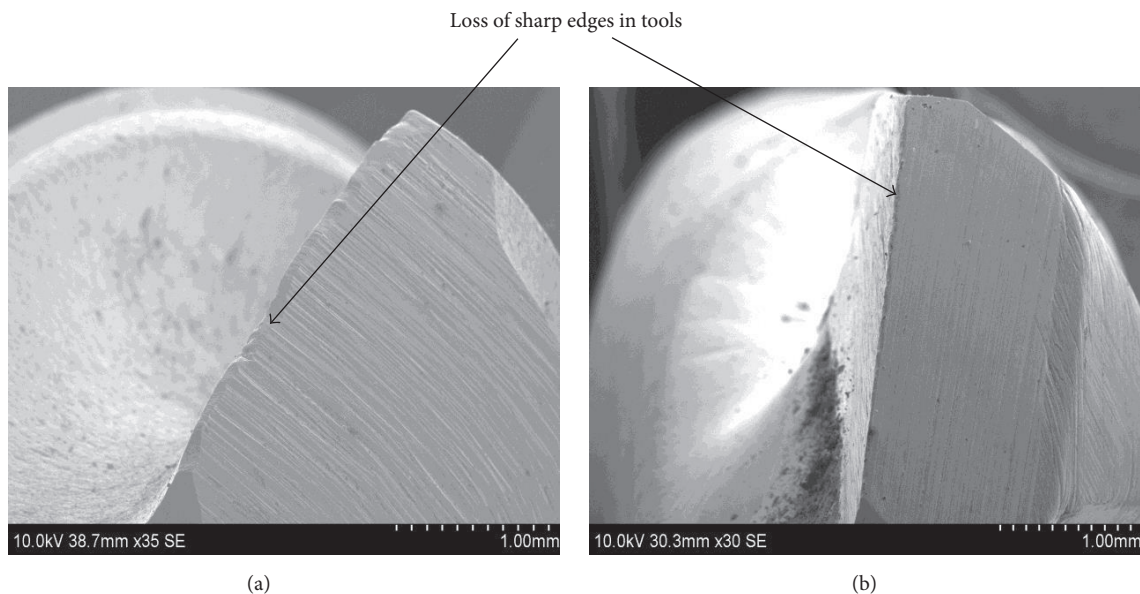 Loss of sharp edges in tools
10.0kV 38.7mm x35 SE
1.00mm
10.0kV 30.3mm x30 SE
1.00mm
(a)
(b)